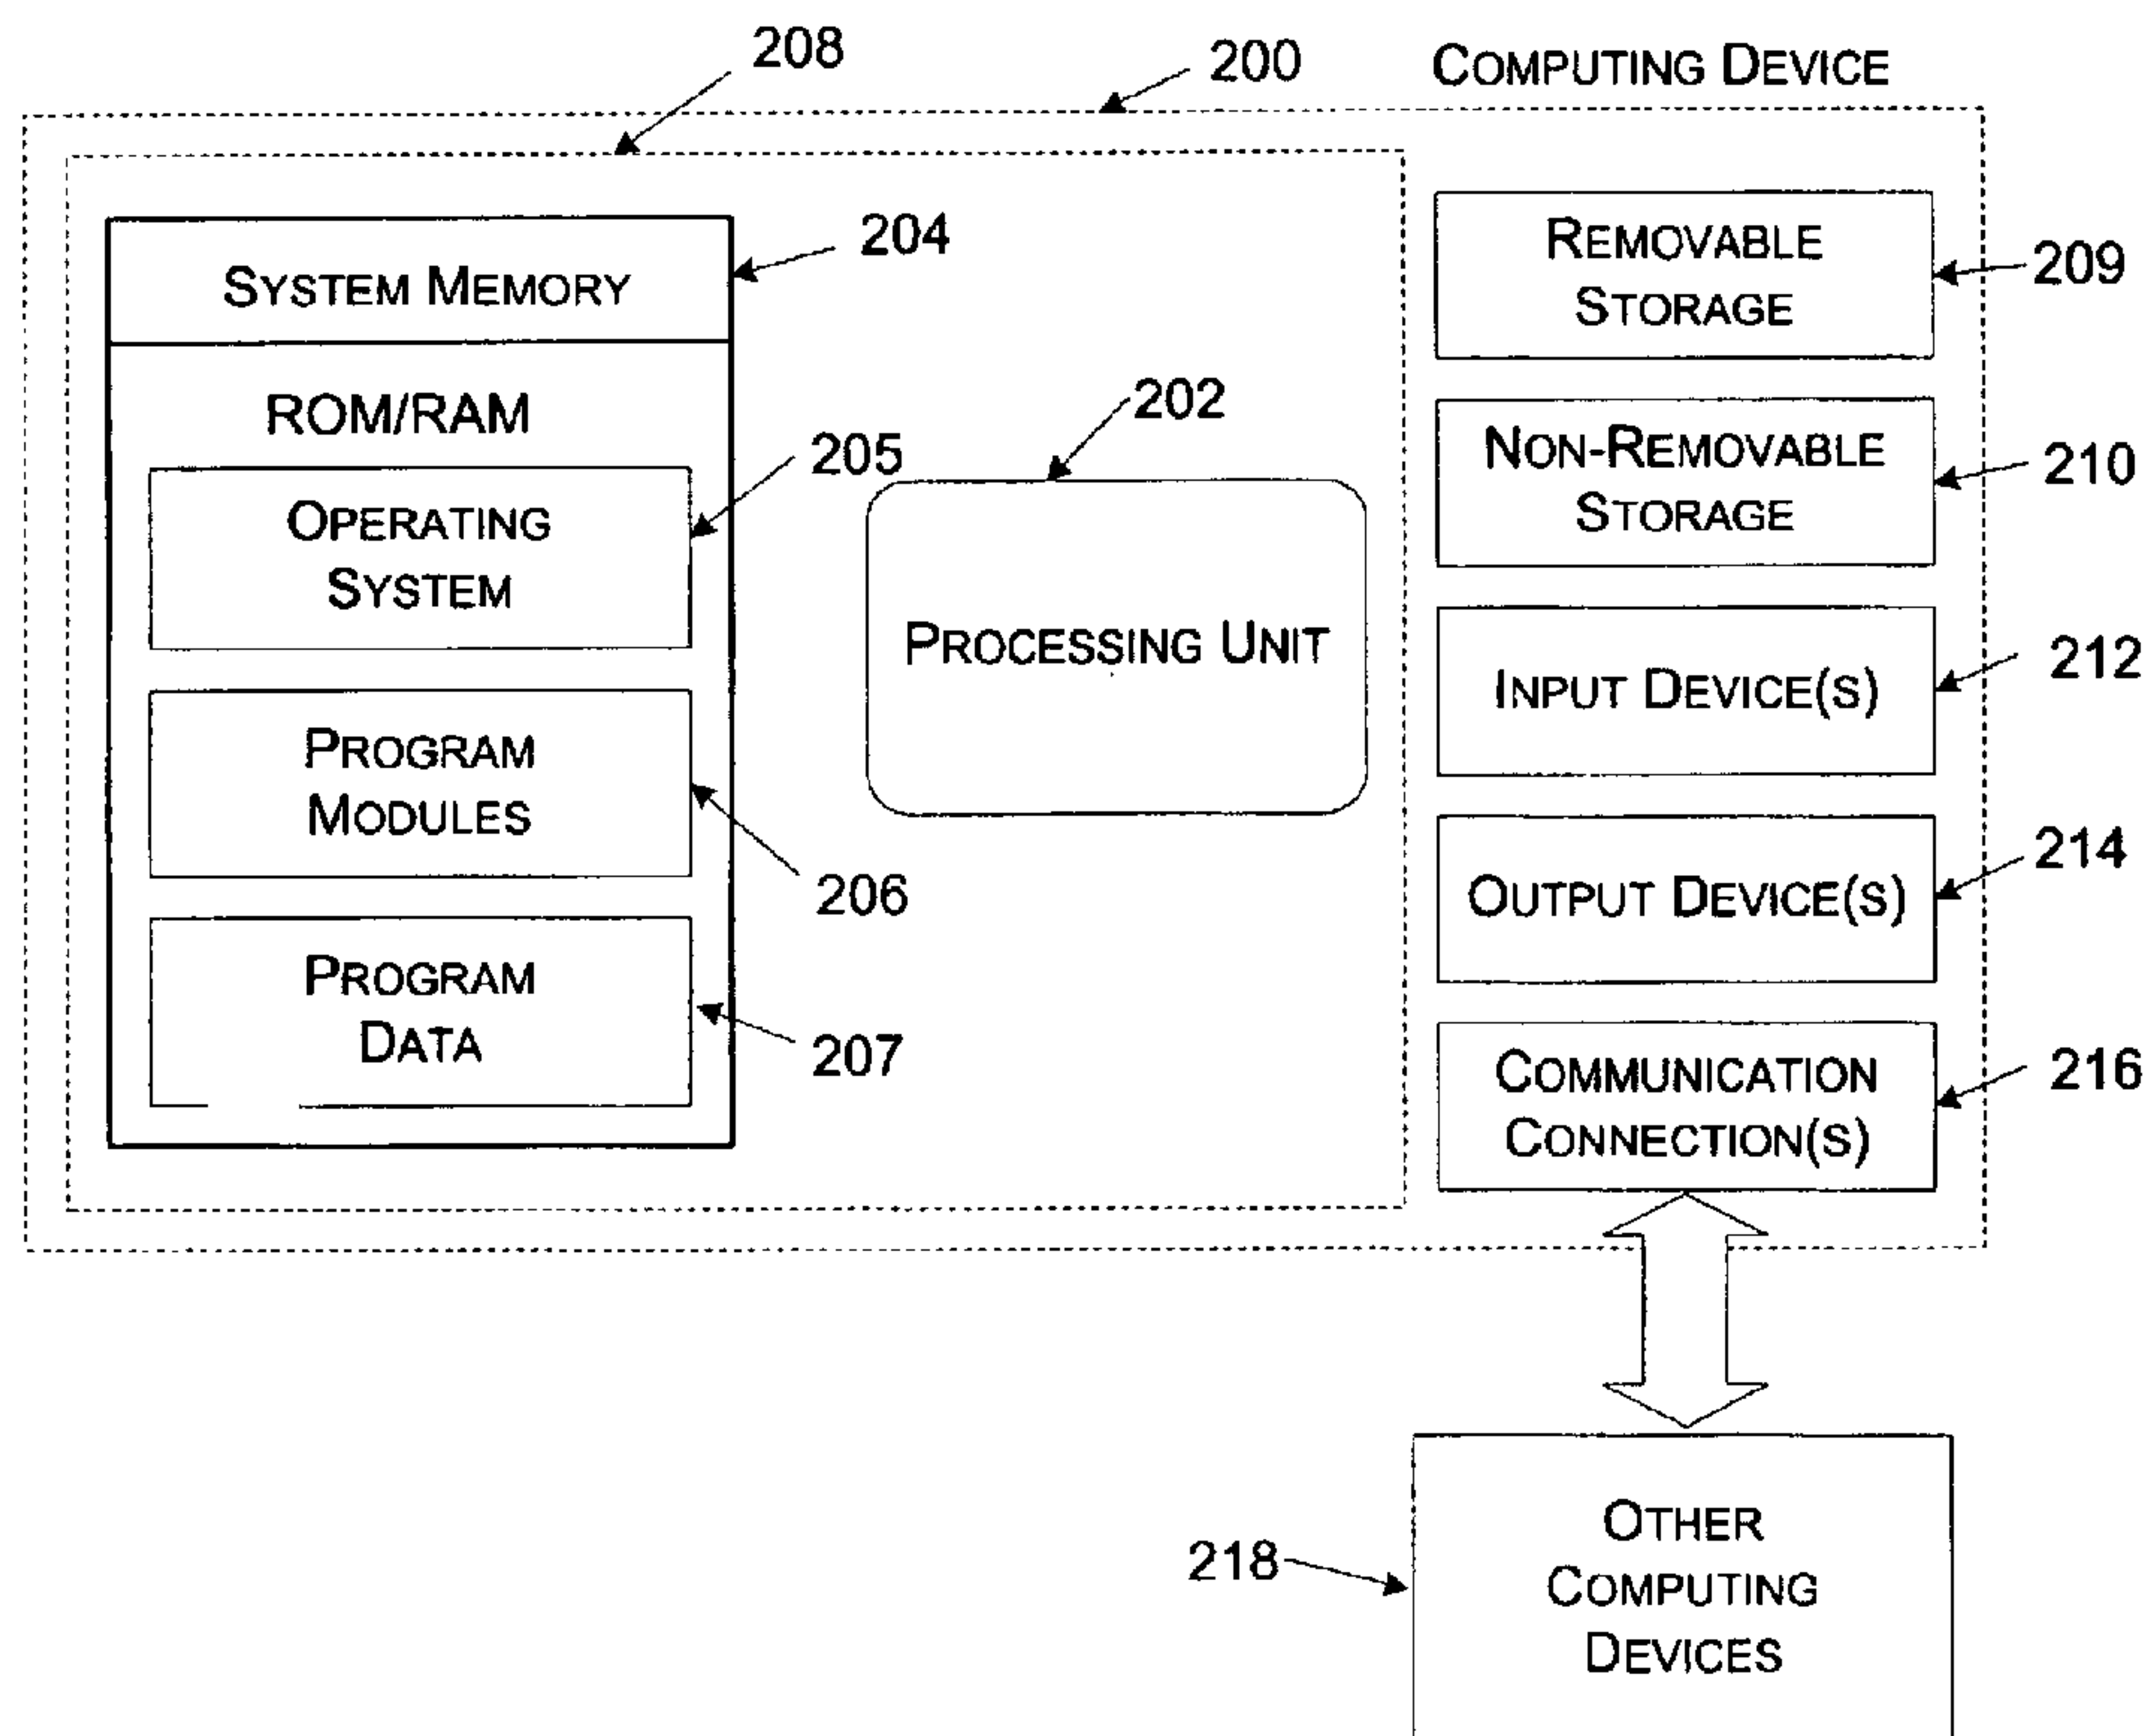 208
200
COMPUTING DEVICE
204
SYSTEM MEMORY
ROM/RAM
205
OPERATING
SYSTEM
PROGRAM
MODULES
206
PROGRAM
DATA
207
202
PROCESSING UNIT
REMOVABLE
STORAGE
209
NON-REMOVABLE
STORAGE
210
INPUT DEVICE(S)
212
OUTPUT DEVICE(S)
214
COMMUNICATION
CONNECTION(S)
216
218
OTHER
COMPUTING
DEVICES